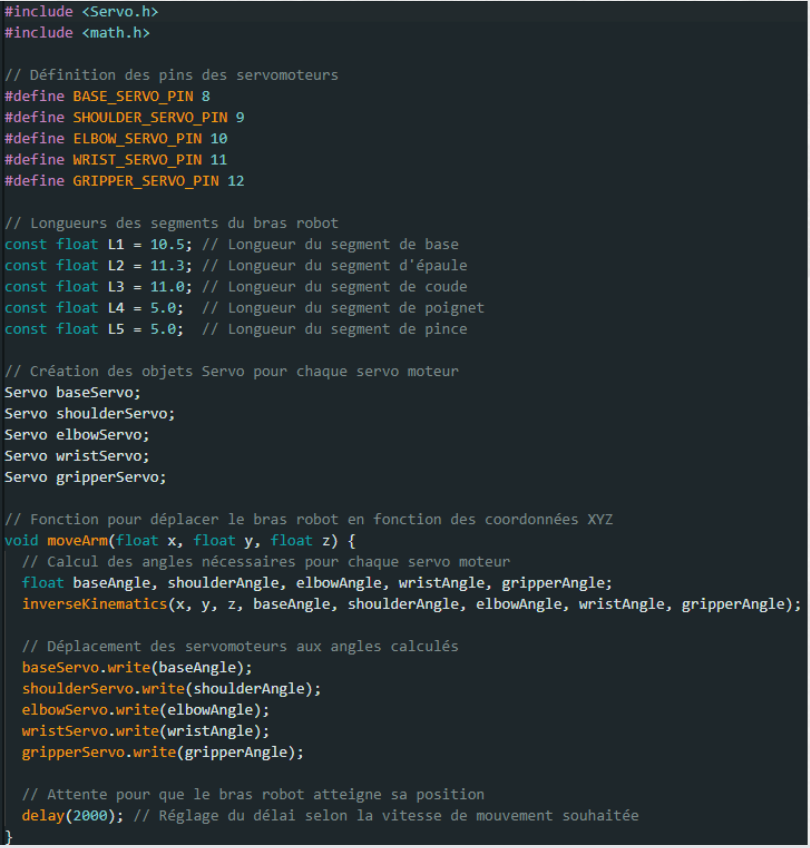 #include <Servo.h>
#include <math.h>
// Définition des pins des servomoteurs
#define BASE_SERVO_PIN 8
#define SHOULDER_SERVO_PIN 9
#define ELBOW_SERVO_PIN 10
#define WRIST_SERVO_PIN 11
#define GRIPPER_SERVO_PIN 12
// Longueurs des segments du bras robot
const float L1 = 10.5; // Longueur du segment de base
const float L2 = 11.3; // Longueur du segment d'épaule
const float L3 = 11.0; // Longueur du segment de coude
const float L4 = 5.0;  // Longueur du segment de poignet
const float L5 = 5.0;  // Longueur du segment de pince
// Création des objets Servo pour chaque servo moteur
Servo baseServo;
Servo shoulderServo;
Servo elbowServo;
Servo wristServo;
Servo gripperServo;
// Fonction pour déplacer le bras robot en fonction des coordonnées XYZ
void moveArm(float x, float y, float z) {
  // Calcul des angles nécessaires pour chaque servo moteur
  float baseAngle, shoulderAngle, elbowAngle, wristAngle, gripperAngle;
  inverseKinematics(x, y, z, baseAngle, shoulderAngle, elbowAngle, wristAngle, gripperAngle);
  // Déplacement des servomoteurs aux angles calculés
  baseServo.write(baseAngle);
  shoulderServo.write(shoulderAngle);
  elbowServo.write(elbowAngle);
  wristServo.write(wristAngle);
  gripperServo.write(gripperAngle);
  // Attente pour que le bras robot atteigne sa position
  delay(2000); // Réglage du délai selon la vitesse de mouvement souhaitée
}